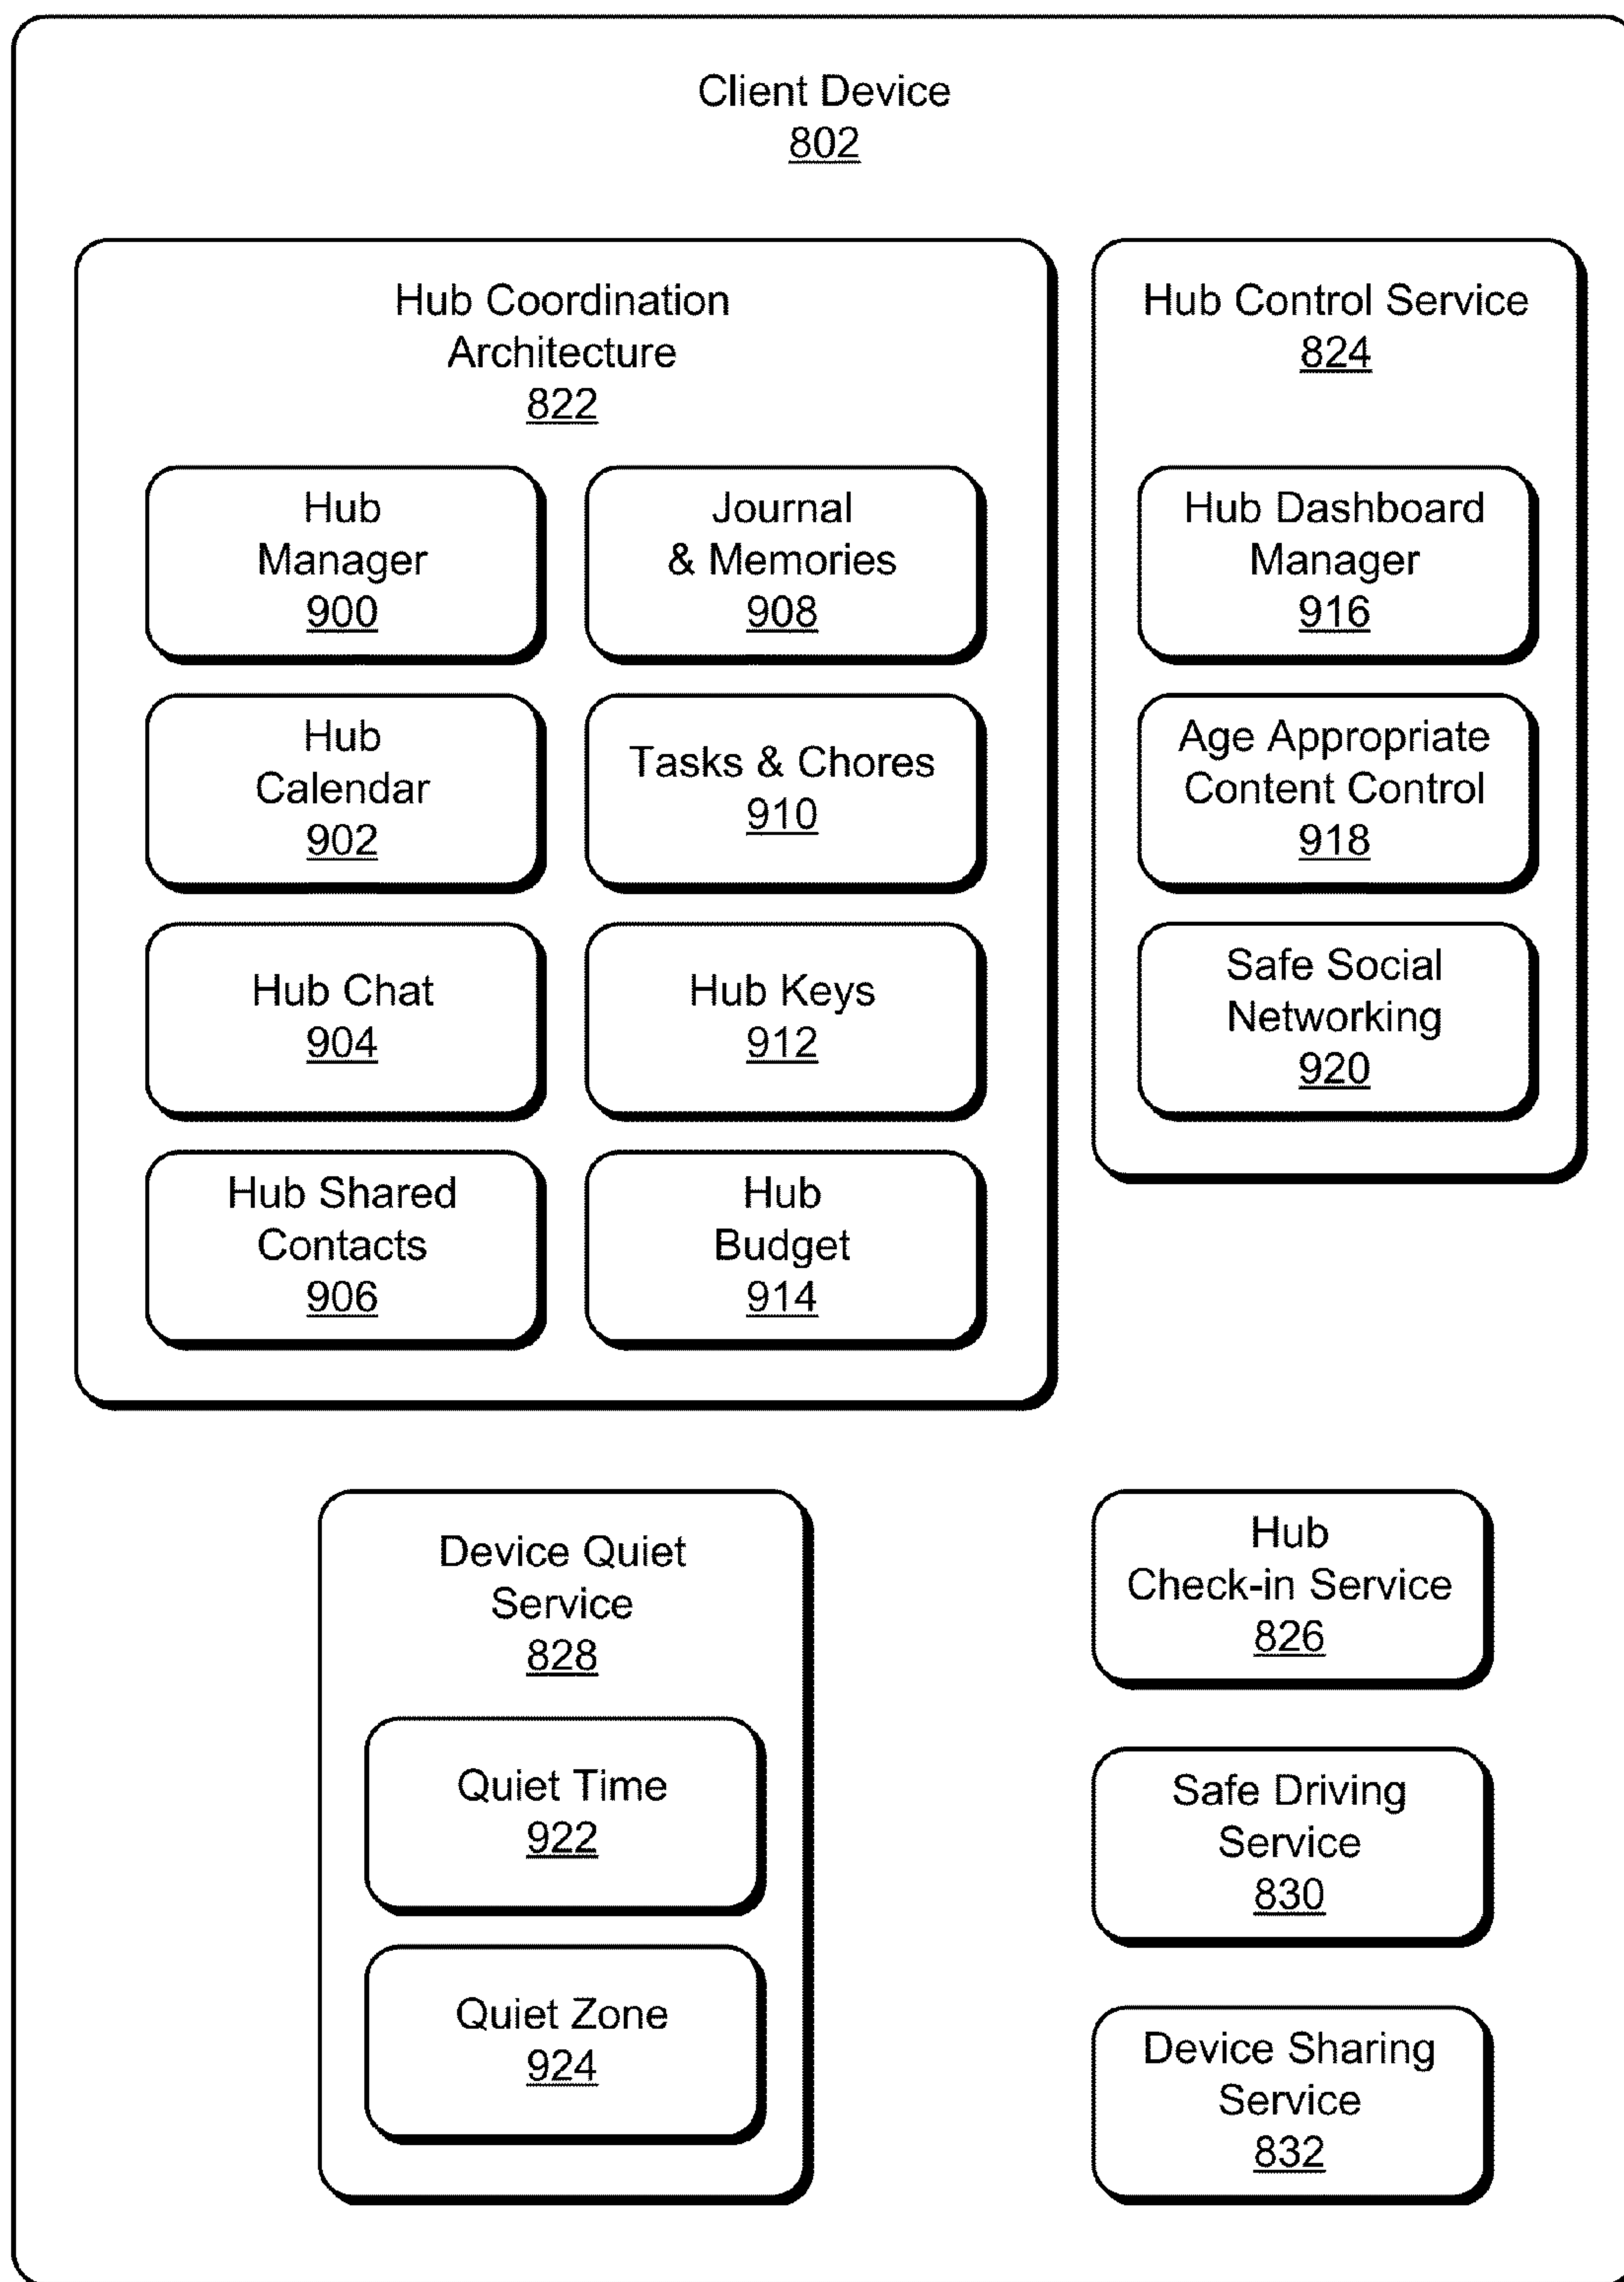 Client Device
802
Hub Coordination
Architecture
822
Hub
Manager
900
Journal
& Memories
908
Hub
Calendar
902
Tasks & Chores
910
Hub Chat
904
Hub Keys
912
Hub Shared
Contacts
906
Hub
Budget
914
Hub Control Service
824
Hub Dashboard
Manager
916
Age Appropriate
Content Control
918
Safe Social
Networking
920
Device Quiet
Service
828
Quiet Time
922
Quiet Zone
924
Hub
Check-in Service
826
Safe Driving
Service
830
Device Sharing
Service
832